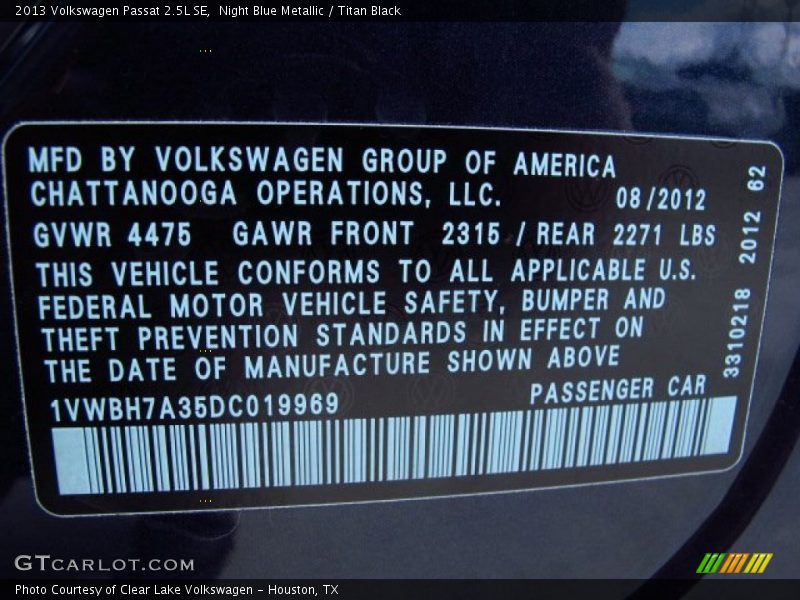 2013 Volkswagen Passat 2.5L SE,  Night Blue Metallic / Titan Black
MFD BY VOLKSWAGEN GROUP OF AMERICA
CHATTANOOGA OPERATIONS, LLC. 08/2012
GVWR 4475 GAWR FRONT 2315 / REAR 2271 LBS
THIS VEHICLE CONFORMS TO ALL APPLICABLE U.S.
FEDERAL MOTOR VEHICLE SAFETY, BUMPER AND
THEFT PREVENTION STANDARDS IN EFFECT ON
THE DATE OF MANUFACTURE SHOWN ABOVE
1VWBH7A35DC019969 PASSENGER CAR
3310218 2012 62
GTCARLOT.COM
Photo Courtesy of Clear Lake Volkswagen – Houston, TX